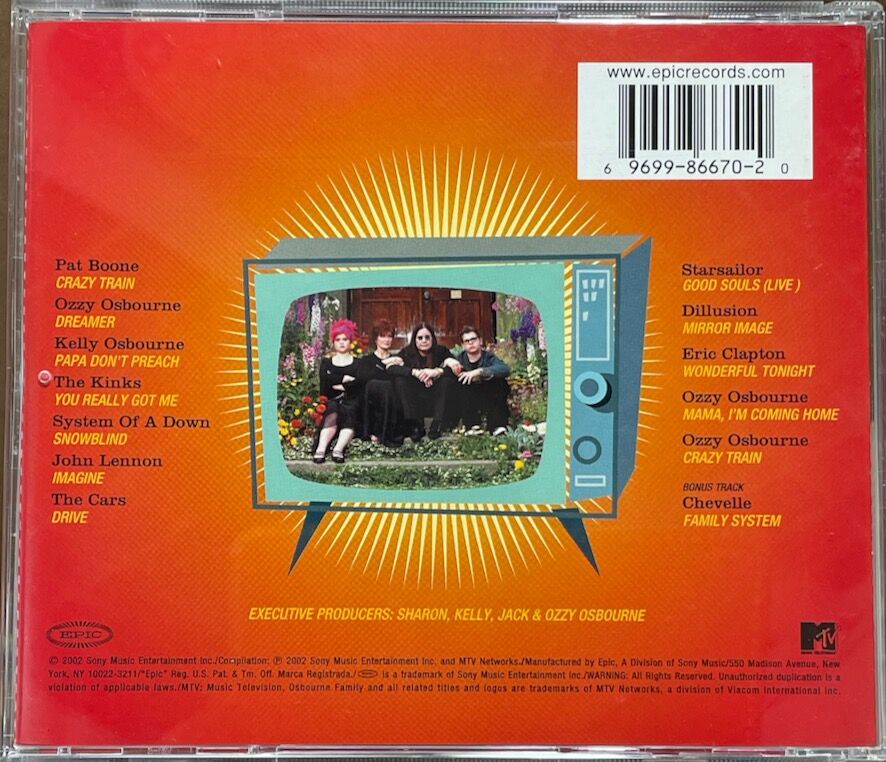 www.epicrecords.com
6 9699-86670-2 0
Pat Boone
CRAZY TRAIN
Ozzy Osbourne
DREAMER
Kelly Osbourne
PAPA DON'T PREACH
The Kinks
YOU REALLY GOT ME
System Of A Down
SNOWBLIND
John Lennon
IMAGINE
The Cars
DRIVE
Starsailor
GOOD SOULS (LIVE )
Dillusion
MIRROR IMAGE
Eric Clapton
WONDERFUL TONIGHT
Ozzy Osbourne
MAMA, I'M COMING HOME
Ozzy Osbourne
CRAZY TRAIN
BONUS TRACK
Chevelle
FAMILY SYSTEM
EXECUTIVE PRODUCERS: SHARON, KELLY, JACK & OZZY OSBOURNE
EPIC
MTV
MUSIC TELEVISION
© 2002 Sony Music Entertainment Inc./Compilation: ℗ 2002 Sony Music Entertainment Inc. and MTV Networks./Manufactured by Epic, A Division of Sony Music/550 Madison Avenue, New
York, NY 10022-3211/"Epic" Reg. U.S. Pat. & Tm. Off. Marca Registrada./EPIC is a trademark of Sony Music Entertainment Inc./WARNING: All Rights Reserved. Unauthorized duplication is a
violation of applicable laws./MTV: Music Television, Osbourne Family and all related titles and logos are trademarks of MTV Networks, a division of Viacom International Inc.